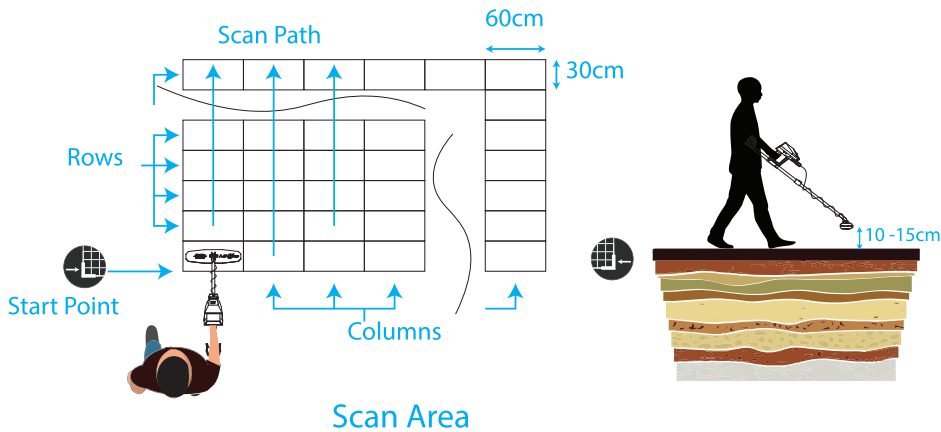 Scan Path
60cm
30cm
Rows
10 -15cm
Start Point
Columns
Scan Area